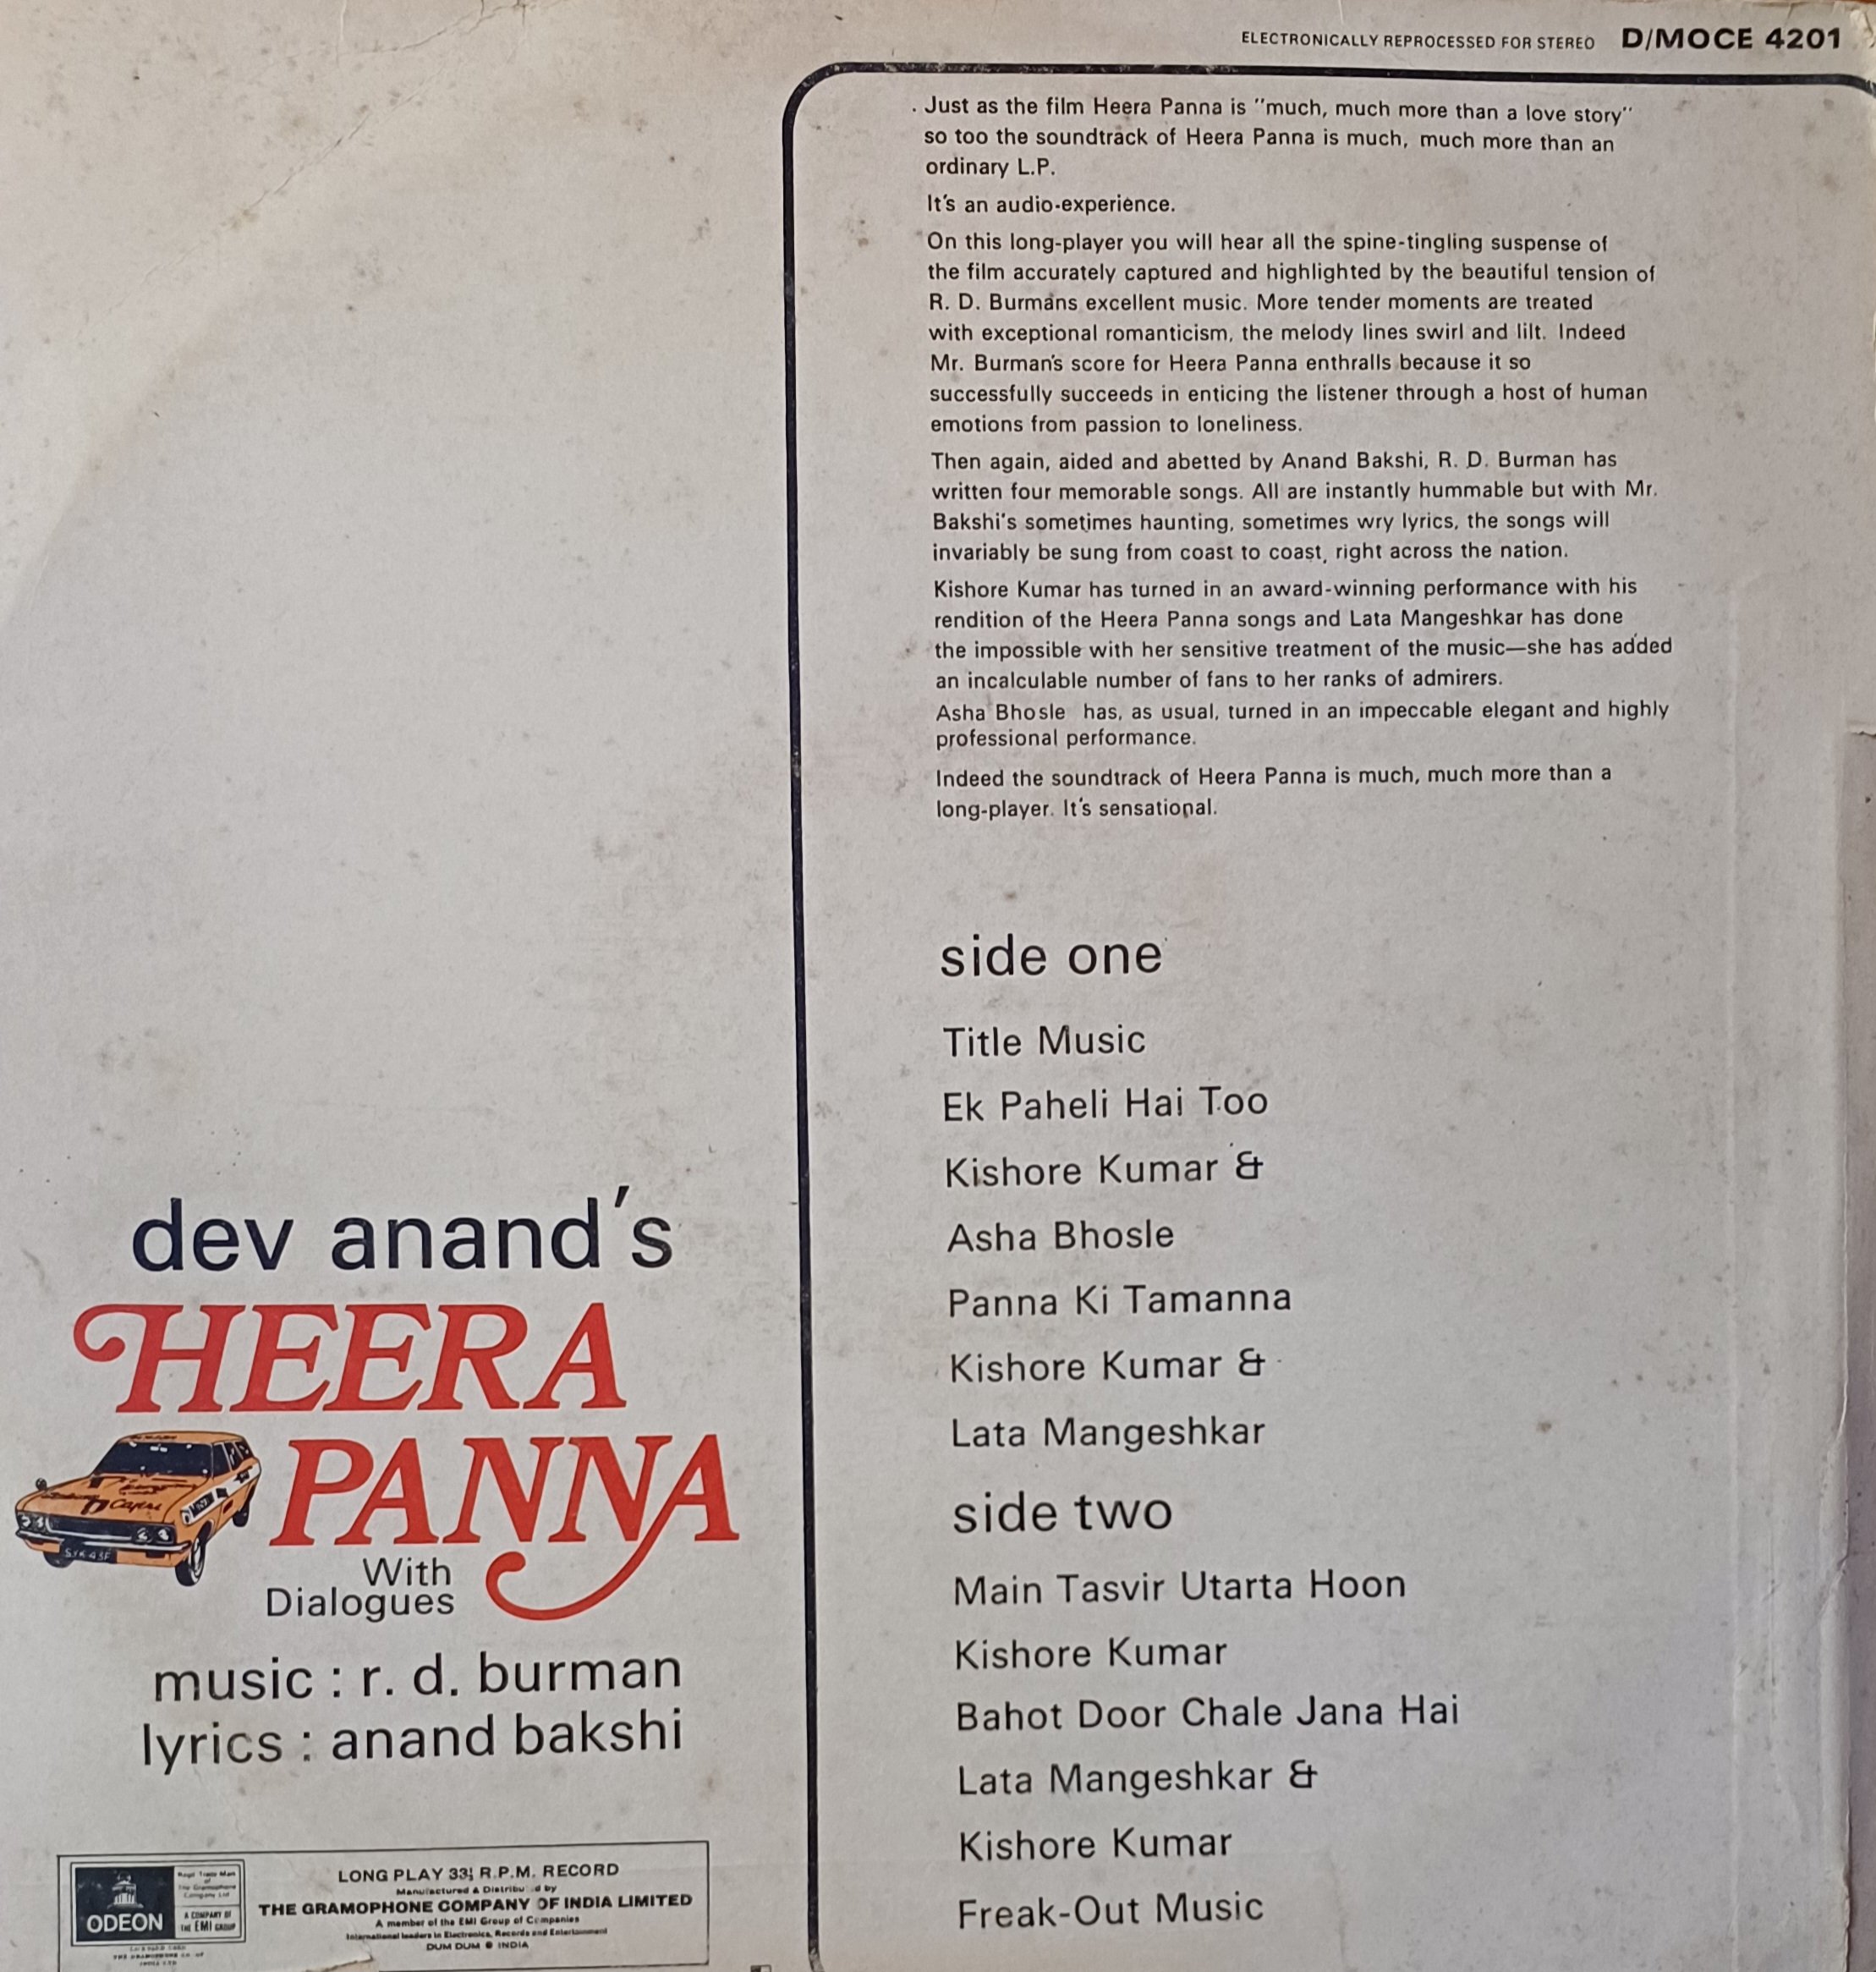 ELECTRONICALLY REPROCESSED FOR STEREO D/MOCE 4201
Just as the film Heera Panna is "much, much more than a love story"
so too the soundtrack of Heera Panna is much, much more than an
ordinary L.P.
It's an audio-experience.
On this long-player you will hear all the spine-tingling suspense of
the film accurately captured and highlighted by the beautiful tension of
R. D. Burmans excellent music. More tender moments are treated
with exceptional romanticism, the melody lines swirl and lilt. Indeed
Mr. Burman's score for Heera Panna enthralls because it so
successfully succeeds in enticing the listener through a host of human
emotions from passion to loneliness.
Then again, aided and abetted by Anand Bakshi, R. D. Burman has
written four memorable songs. All are instantly hummable but with Mr.
Bakshi's sometimes haunting, sometimes wry lyrics, the songs will
invariably be sung from coast to coast, right across the nation.
Kishore Kumar has turned in an award-winning performance with his
rendition of the Heera Panna songs and Lata Mangeshkar has done
the impossible with her sensitive treatment of the music—she has added
an incalculable number of fans to her ranks of admirers.
Asha Bhosle has, as usual, turned in an impeccable elegant and highly
professional performance.
Indeed the soundtrack of Heera Panna is much, much more than a
long-player. It's sensational.
side one
Title Music
Ek Paheli Hai Too
Kishore Kumar &
Asha Bhosle
Panna Ki Tamanna
Kishore Kumar &
Lata Mangeshkar
side two
Main Tasvir Utarta Hoon
Kishore Kumar
Bahot Door Chale Jana Hai
Lata Mangeshkar &
Kishore Kumar
Freak-Out Music
dev anand's
HEERA
PANNA
Capri
With
Dialogues
music : r. d. burman
lyrics : anand bakshi
ODEON
Regd. Trade Mark
of
The Gramophone
Company Ltd
A COMPANY OF
THE EMI GROUP
LONG PLAY 33⅓ R.P.M. RECORD
Manufactured & Distributed by
THE GRAMOPHONE COMPANY OF INDIA LIMITED
A member of the EMI Group of Companies
International leaders in Electronics, Records and Entertainment
DUM DUM INDIA